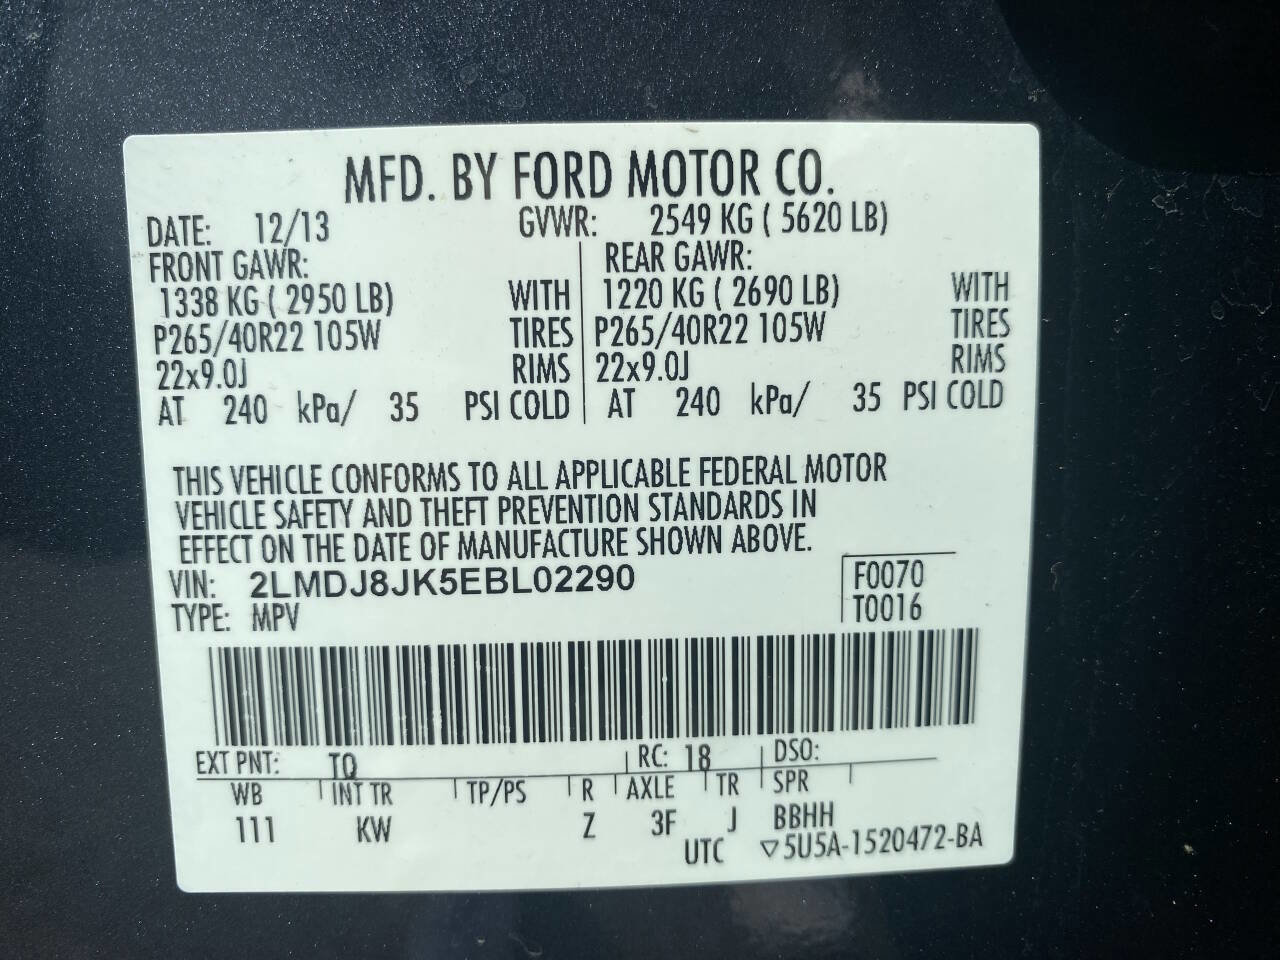 MFD. BY FORD MOTOR CO.
DATE: 12/13 GVWR: 2549 KG ( 5620 LB)
FRONT GAWR: REAR GAWR:
1338 KG ( 2950 LB) WITH 1220 KG ( 2690 LB) WITH
P265/40R22 105W TIRES P265/40R22 105W TIRES
22x9.0J RIMS 22x9.0J RIMS
AT 240 kPa/ 35 PSI COLD AT 240 kPa/ 35 PSI COLD
THIS VEHICLE CONFORMS TO ALL APPLICABLE FEDERAL MOTOR
VEHICLE SAFETY AND THEFT PREVENTION STANDARDS IN
EFFECT ON THE DATE OF MANUFACTURE SHOWN ABOVE.
VIN: 2LMDJ8JK5EBL02290 F0070
TYPE: MPV T0016
EXT PNT: TQ RC: 18 DSO:
WB INT TR TP/PS R AXLE TR SPR
111 KW Z 3F J BBHH
UTC ▽5U5A-1520472-BA